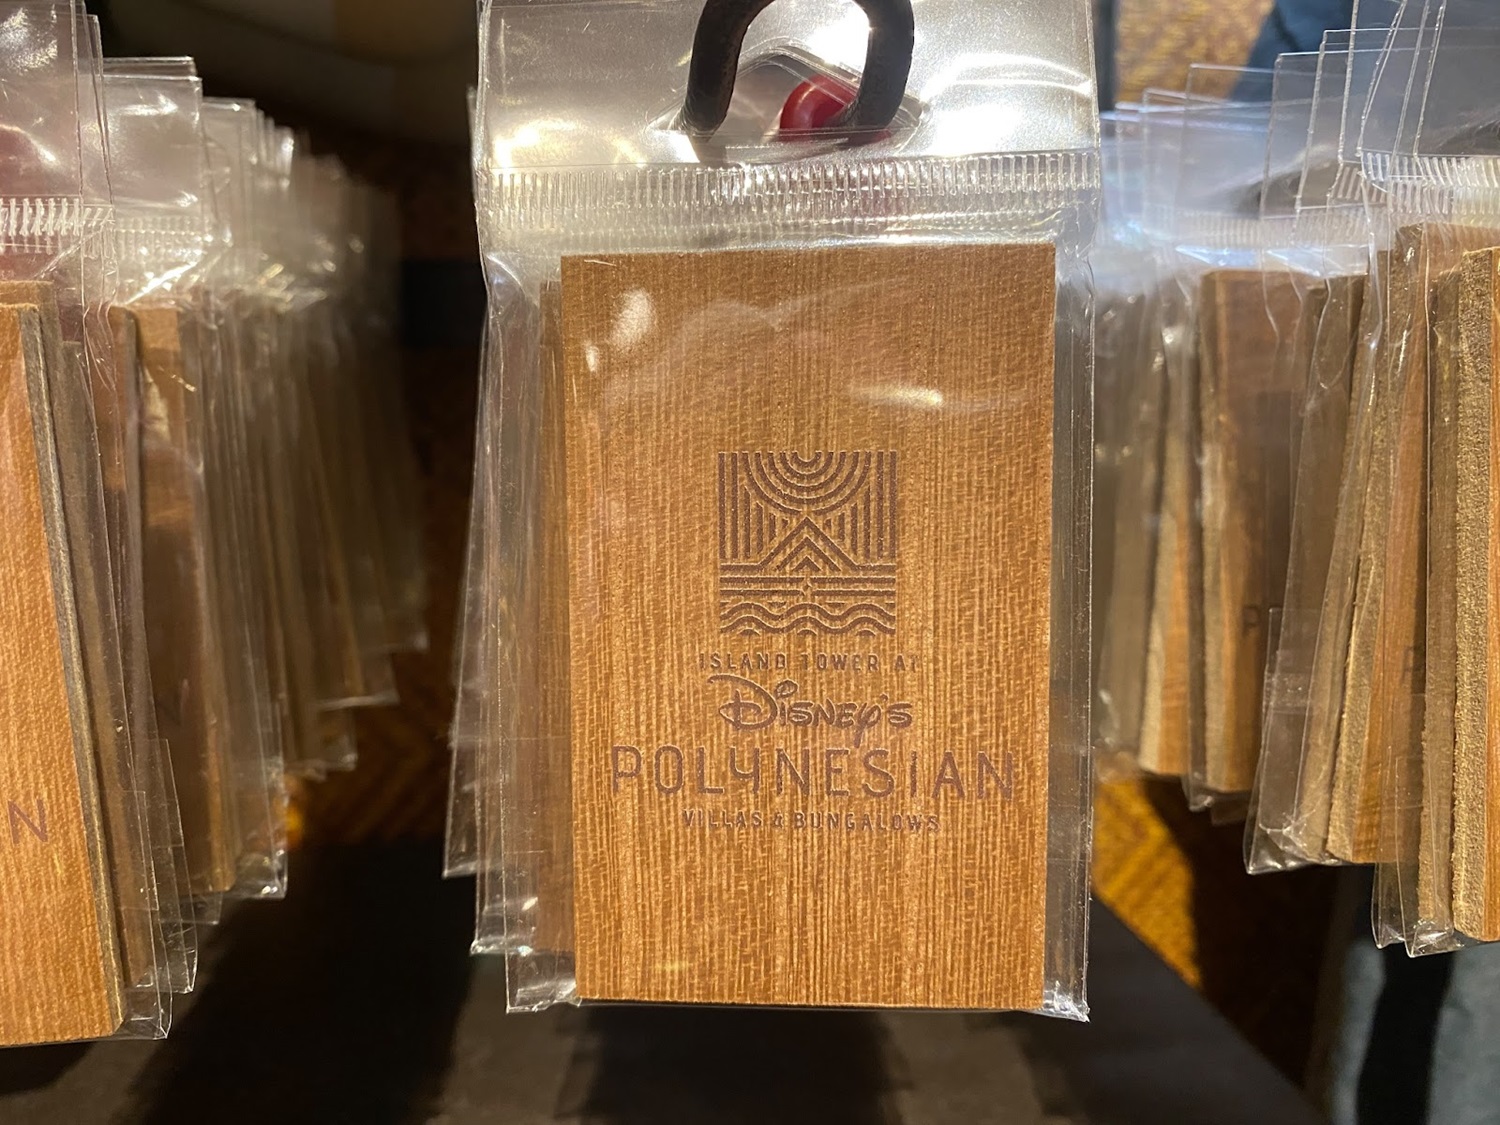 ISLAND TOWER AT
Disney's
POLYNESIAN
VILLAS & BUNGALOWS
N